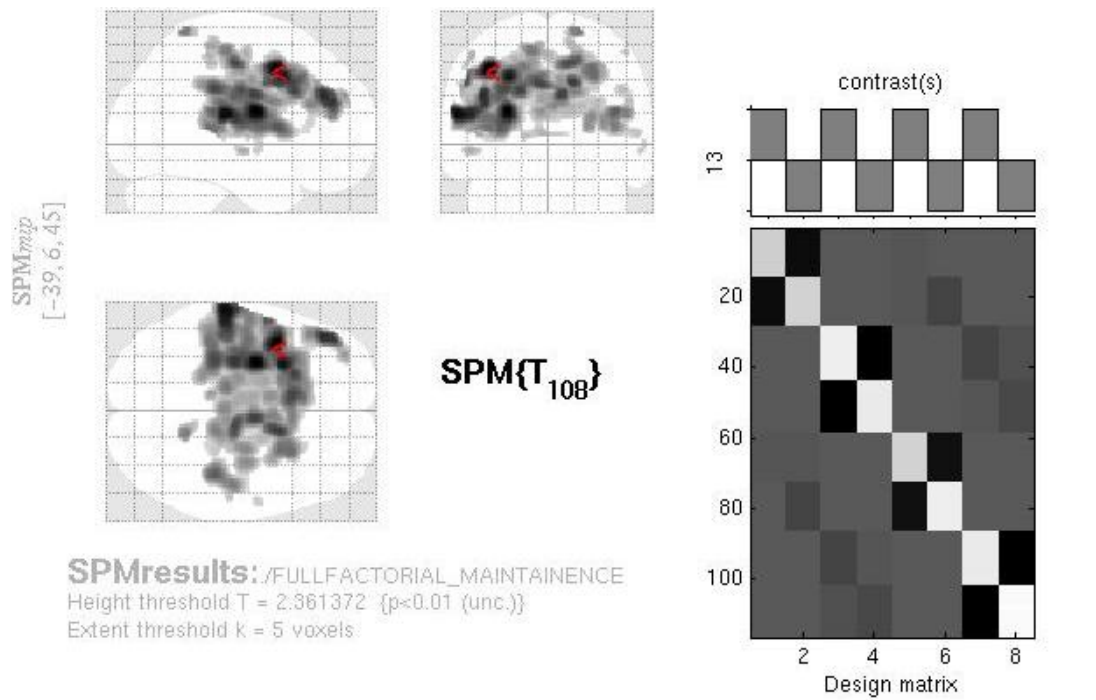 contrast(s)
13
SPMmip
[-39, 6, 45]
SPM{T108}
20
40
60
80
100
2 4 6 8
Design matrix
SPMresults: ./FULLFACTORIAL_MAINTAINENCE
Height threshold T = 2.361372 {p<0.01 (unc.)}
Extent threshold k = 5 voxels